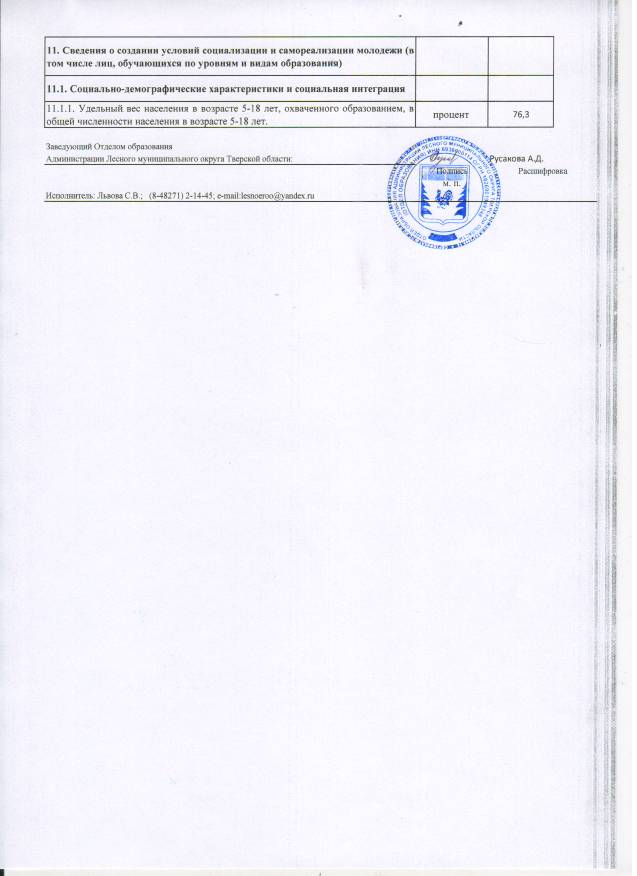 11. Сведения о создании условий социализации и самореализации молодежи (в
том числе лиц, обучающихся по уровням и видам образования)
11.1. Социально-демографические характеристики и социальная интеграция
11.1.1. Удельный вес населения в возрасте 5-18 лет, охваченного образованием, в
общей численности населения в возрасте 5-18 лет.
процент
76,3
Заведующий Отделом образования
Администрации Лесного муниципального округа Тверской области:
Русакова А.Д.
Подпись
Расшифровка
М. П.
Исполнитель: Львова С.В.; (8-48271) 2-14-45; e-mail:lesnoeroo@yandex.ru